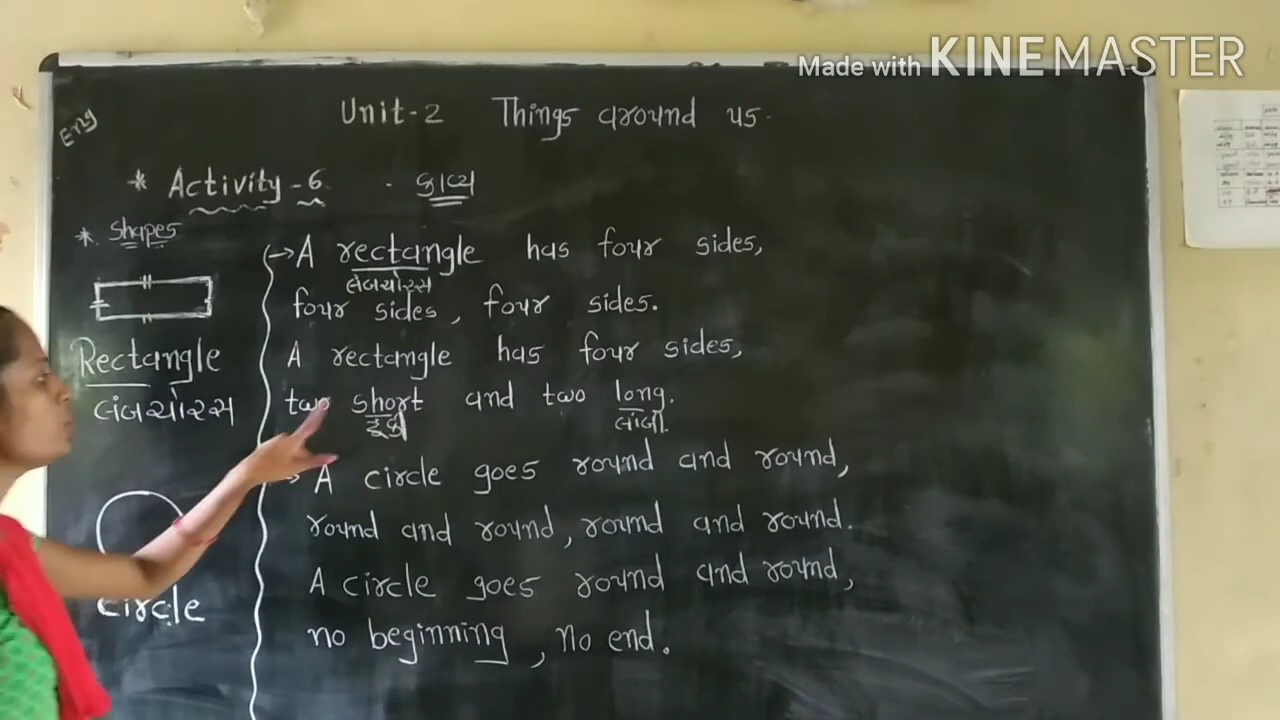 Made with KINEMASTER
Eng
Unit-2 Things around us.
* Activity-6 . કાવ્ય
* Shapes
→ A rectangle has four sides,
લંબચોરસ
four sides, four sides.
Rectangle
લંબચોરસ
A rectangle has four sides,
two short and two long.
ટૂંકી લાંબી
A circle goes round and round,
round and round, round and round.
circle
A circle goes round and round,
no beginning, no end.